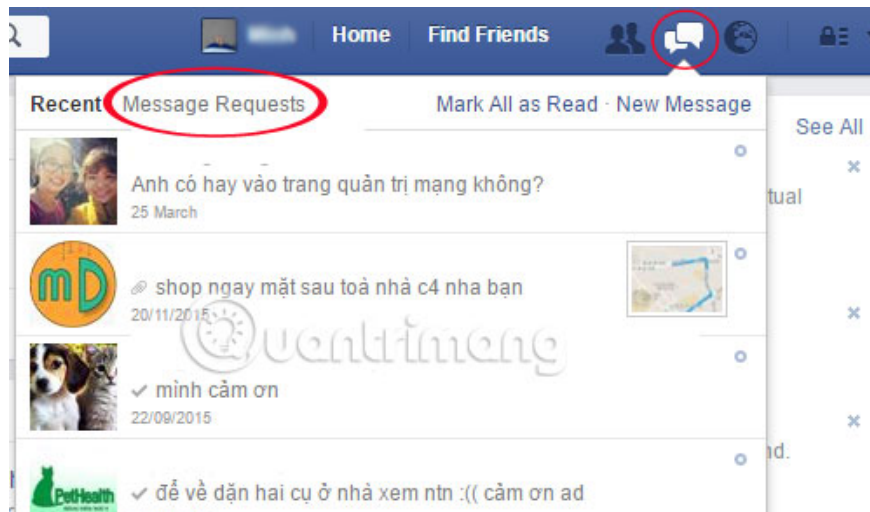 Home Find Friends
Recent Message Requests Mark All as Read · New Message
See All
Anh có hay vào trang quản trị mạng không?
25 March
tual
mD
shop ngay mặt sau toà nhà c4 nha bạn
20/11/2015
Quantrimang
mình cảm ơn
22/09/2015
nd.
PetHealth
để về dặn hai cụ ở nhà xem ntn :(( cảm ơn ad